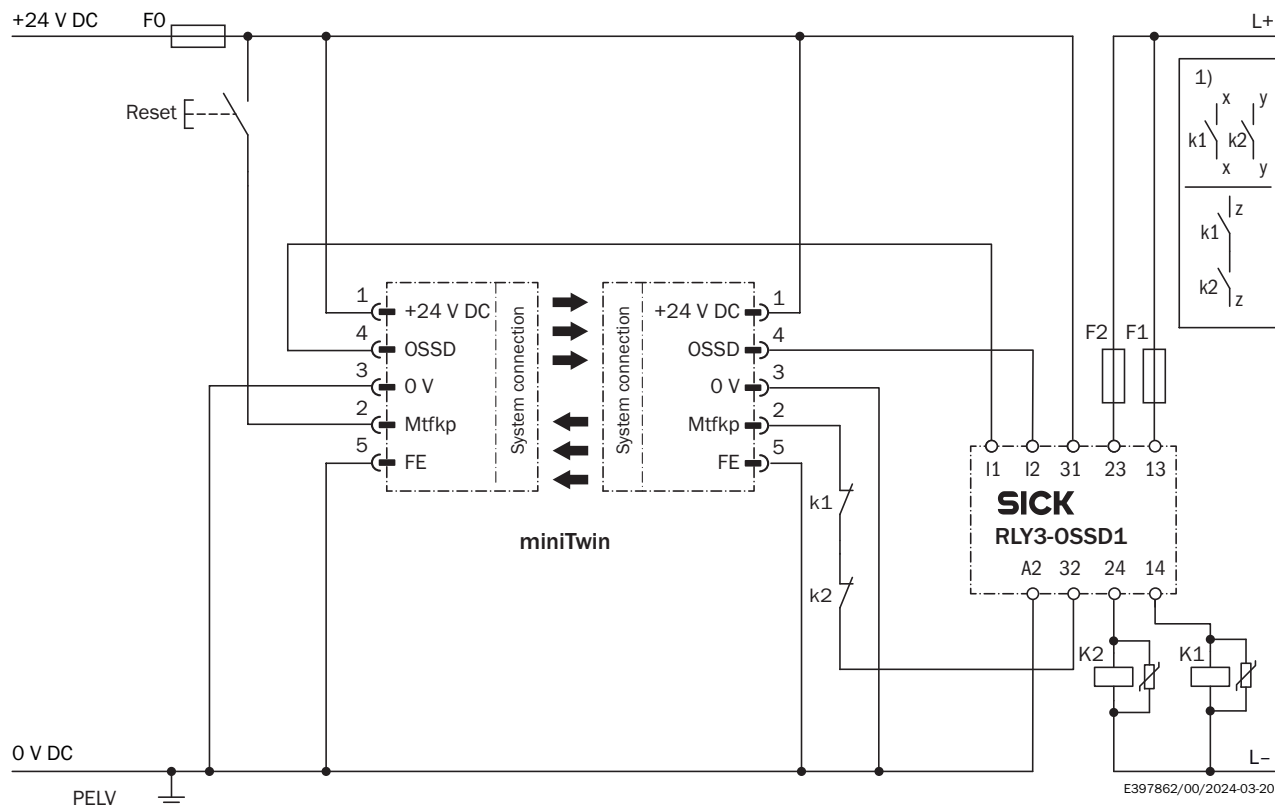 +24 V DC F0 L+
Reset
1)
x y
k1 k2
x y
z
k1
k2
z
1 +24 V DC
4 OSSD
3 0 V
2 Mtfkp
5 FE
System connection
System connection
+24 V DC 1
OSSD 4
0 V 3
Mtfkp 2
FE 5
miniTwin
k1
k2
F2 F1
I1 I2 31 23 13
SICK
RLY3-OSSD1
A2 32 24 14
K2 K1
0 V DC L–
PELV
E397862/00/2024-03-20